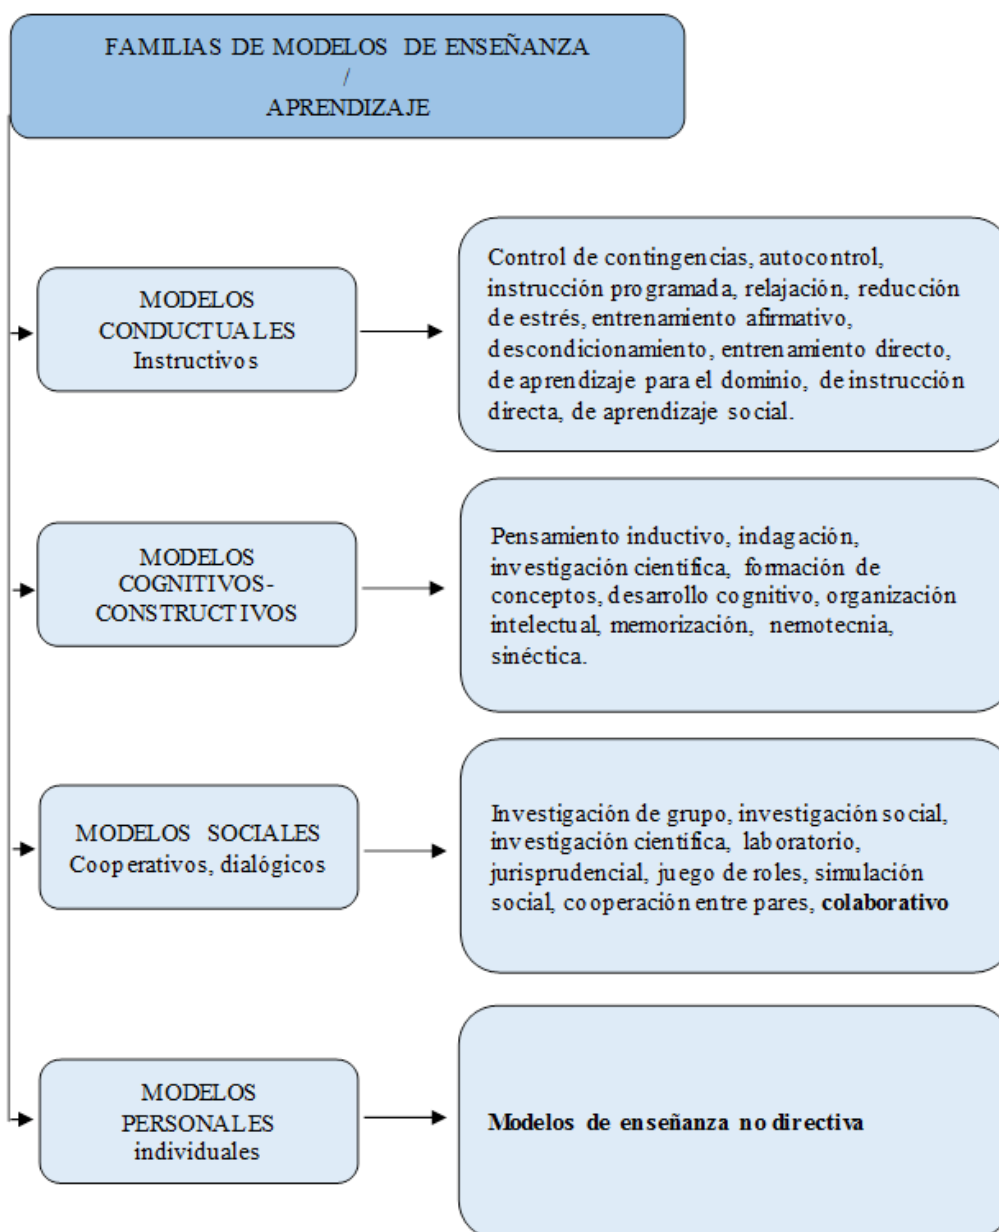 FAMILIAS DE MODELOS DE ENSEÑANZA
/
APRENDIZAJE
MODELOS
CONDUCTUALES
Instructivos
Control de contingencias, autocontrol,
instrucción programada, relajación, reducción
de estrés, entrenamiento afirmativo,
descondicionamiento, entrenamiento directo,
de aprendizaje para el dominio, de instrucción
directa, de aprendizaje social.
MODELOS
COGNITIVOS-
CONSTRUCTIVOS
Pensamiento inductivo, indagación,
investigación científica, formación de
conceptos, desarrollo cognitivo, organización
intelectual, memorización, nemotecnia,
sinéctica.
MODELOS SOCIALES
Cooperativos, dialógicos
Investigación de grupo, investigación social,
investigación científica, laboratorio,
jurisprudencial, juego de roles, simulación
social, cooperación entre pares, colaborativo
MODELOS
PERSONALES
individuales
Modelos de enseñanza no directiva